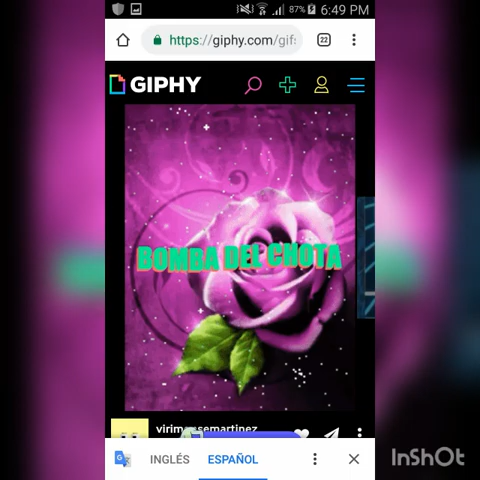 87% 6:49 PM
https://giphy.com/gif
22
GIPHY
BOMBA DEL CHOTA
INGLÉS ESPAÑOL
InShOt